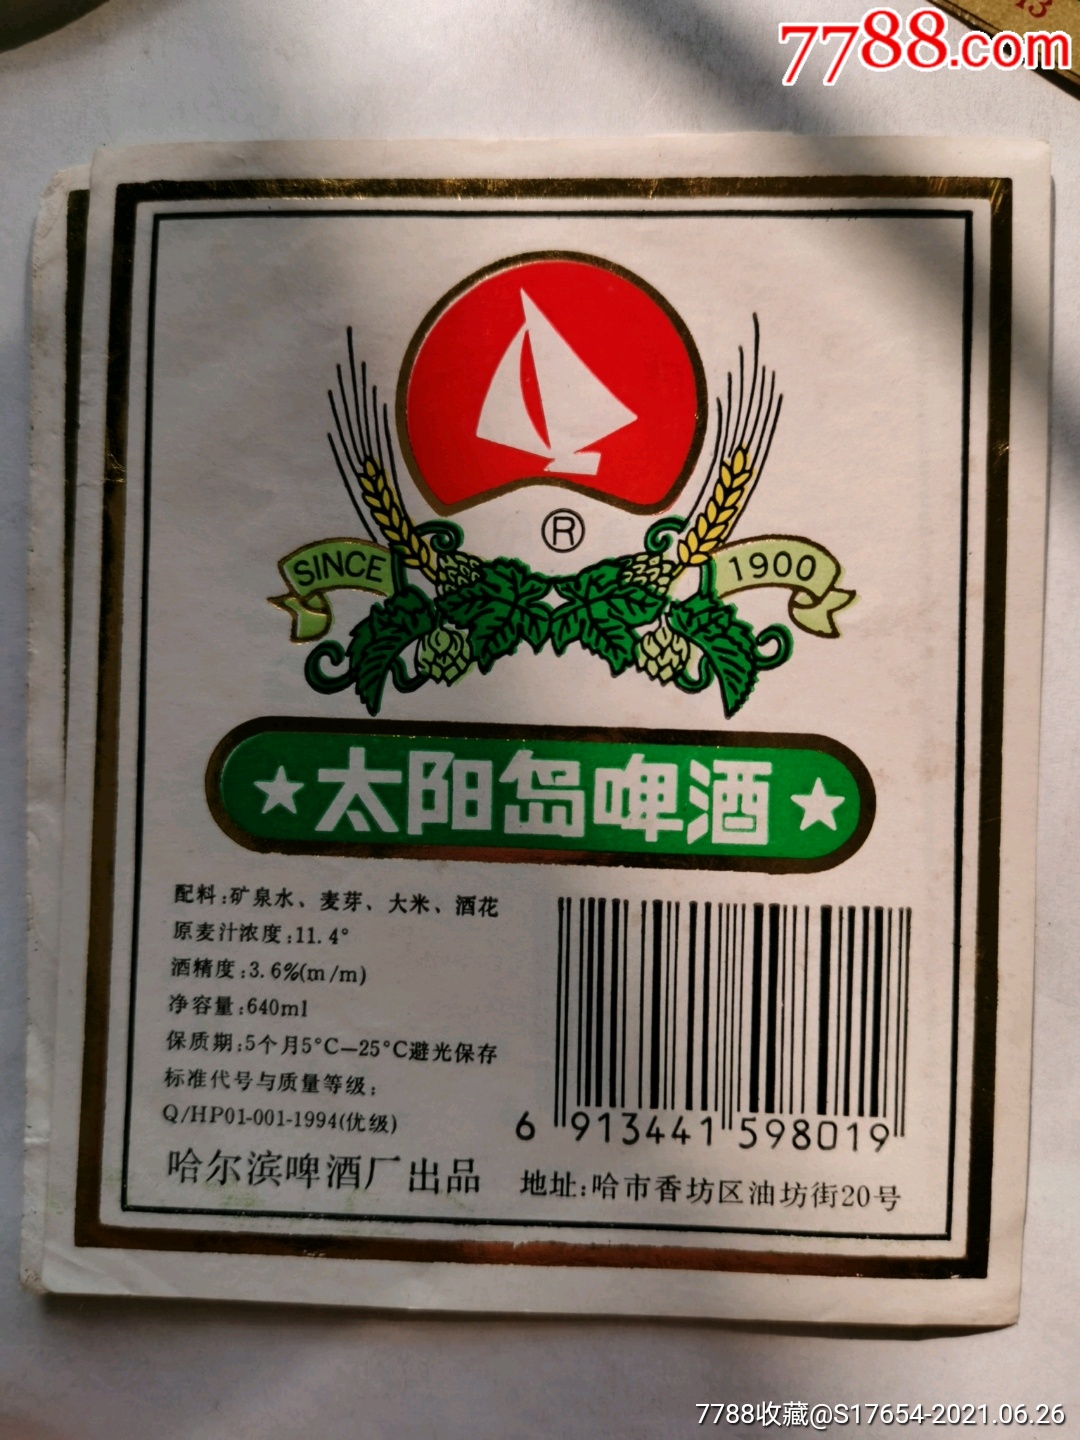 13
7788.com
®
SINCE 1900
★太阳岛啤酒★
配料:矿泉水、麦芽、大米、酒花
原麦汁浓度:11.4°
酒精度:3.6%(m/m)
净容量:640ml
保质期:5个月5°C—25°C避光保存
标准代号与质量等级:
Q/HP01-001-1994(优级)
哈尔滨啤酒厂出品
6 913441 598019
地址:哈市香坊区油坊街20号
7788收藏@S17654-2021.06.26